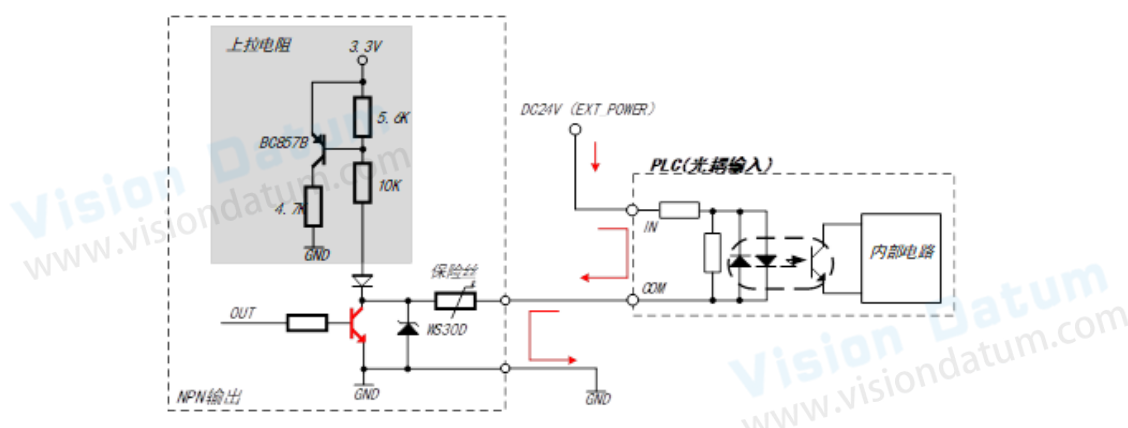 上拉电阻
3.3V
5.6K
BC857B
10K
4.7K
GND
DC24V (EXT_POWER)
PLC(光耦输入)
IN
内部电路
保险丝
COM
OUT
WS30D
GND
NPN输出
GND
Vision Datum
www.visiondatum.com
Vision Datum
www.visiondatum.com